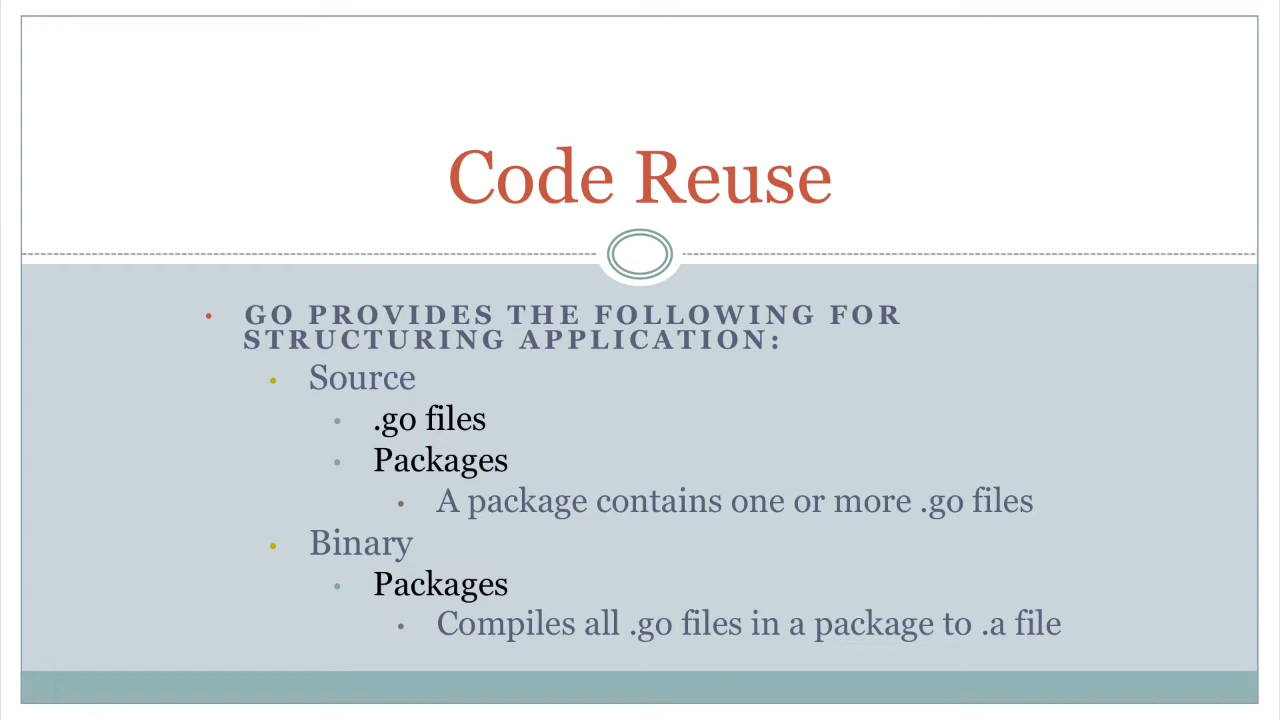 Code Reuse
• GO PROVIDES THE FOLLOWING FOR
STRUCTURING APPLICATION:
• Source
• .go files
• Packages
• A package contains one or more .go files
• Binary
• Packages
• Compiles all .go files in a package to .a file